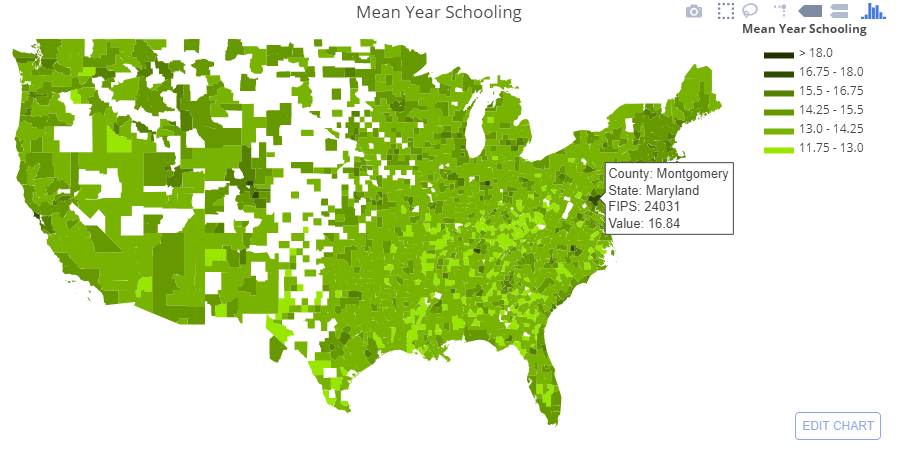 Mean Year Schooling
Mean Year Schooling
> 18.0
16.75 - 18.0
15.5 - 16.75
14.25 - 15.5
13.0 - 14.25
11.75 - 13.0
County: Montgomery
State: Maryland
FIPS: 24031
Value: 16.84
EDIT CHART